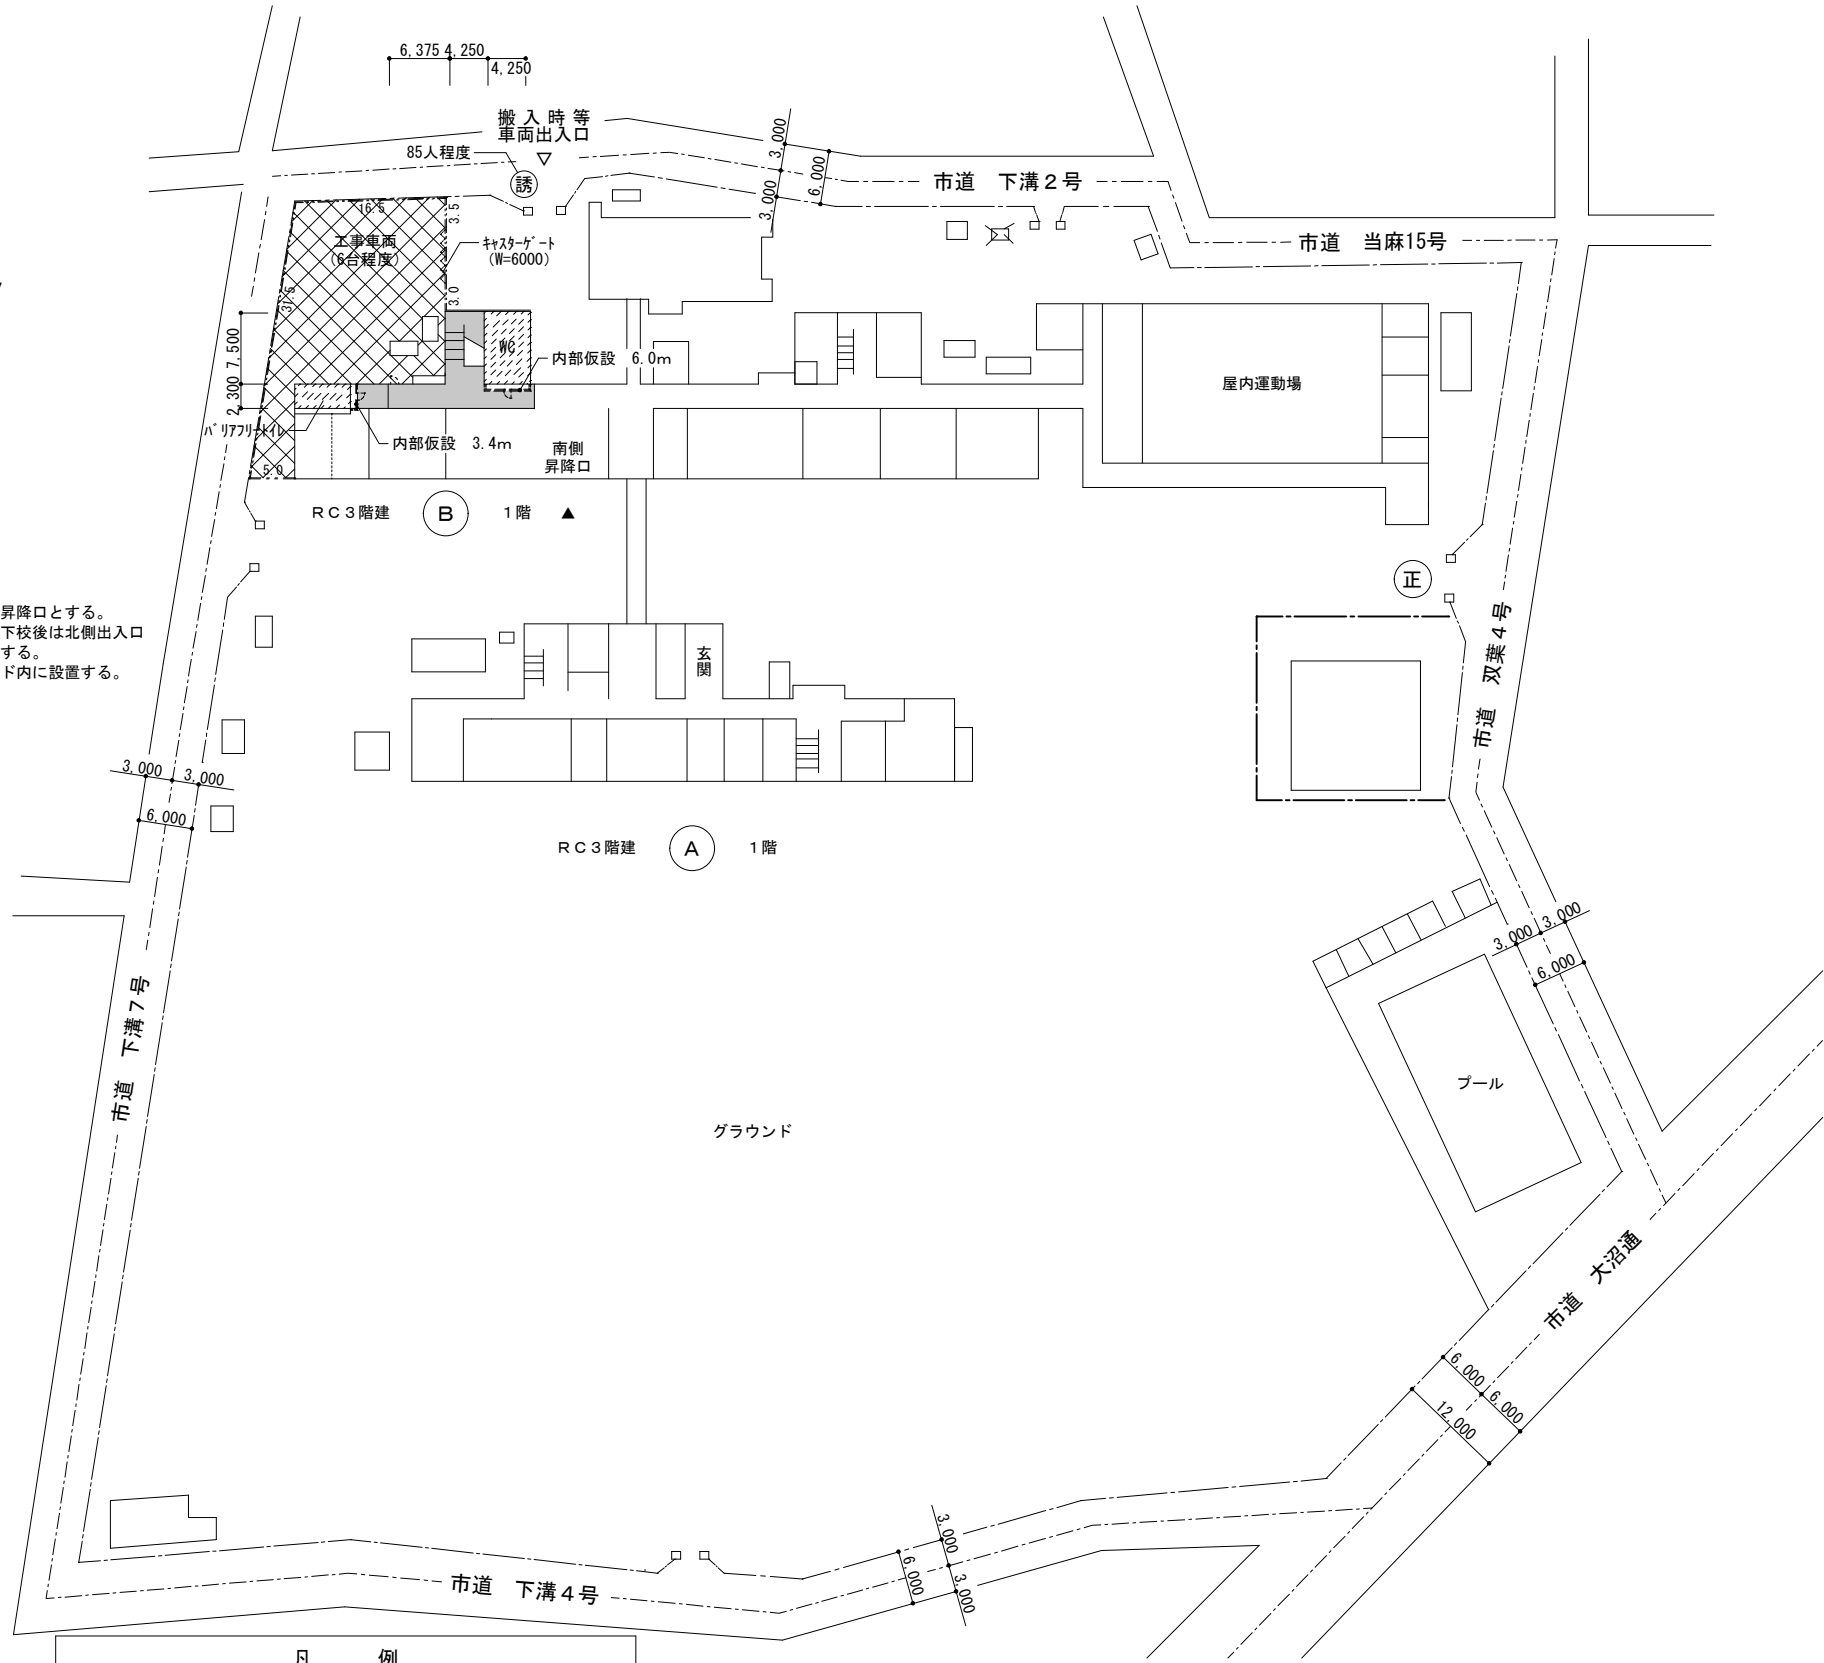 6,375 4,250
4,250
搬入時等
車両出入口
85人程度
誘
3,000
3,000
6,000
市道 下溝２号
市道 当麻15号
16.5
3.5
工事車両
(6台程度)
キャスターゲート
(W=6000)
37.5
3.0
7,500
2,300
WC
内部仮設 6.0m
バリアフリートイレ
内部仮設 3.4m
5.0
南側
昇降口
屋内運動場
ＲＣ３階建 B 1階 ▲
正
昇降口とする。
下校後は北側出入口
する。
ド内に設置する。
玄関
市道 双葉４号
3,000 3,000
6,000
ＲＣ３階建 A 1階
3,000 3,000
6,000
市道 下溝７号
プール
グラウンド
市道 大沼通
6,000
6,000
12,000
3,000
6,000
3,000
市道 下溝４号
凡 例